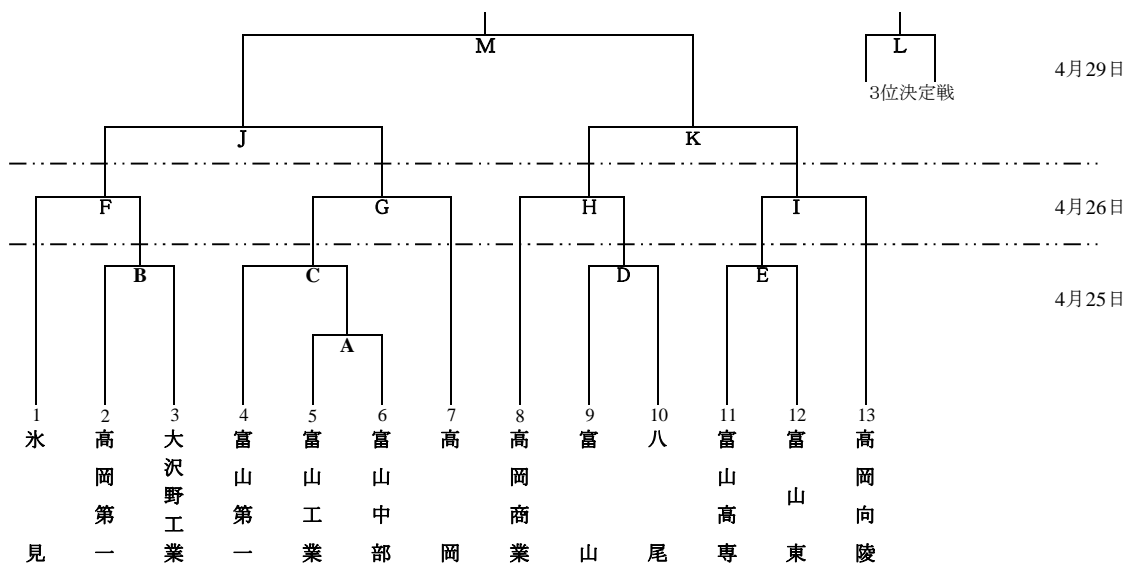 M
L
4月29日
3位決定戦
J
K
F
G
H
I
4月26日
B
C
D
E
4月25日
A
1
2
3
4
5
6
7
8
9
10
11
12
13
氷見
高岡第一
大沢野工業
富山第一
富山工業
富山中部
高岡
高岡商業
富山
八尾
富山高専
富山東
高岡向陵